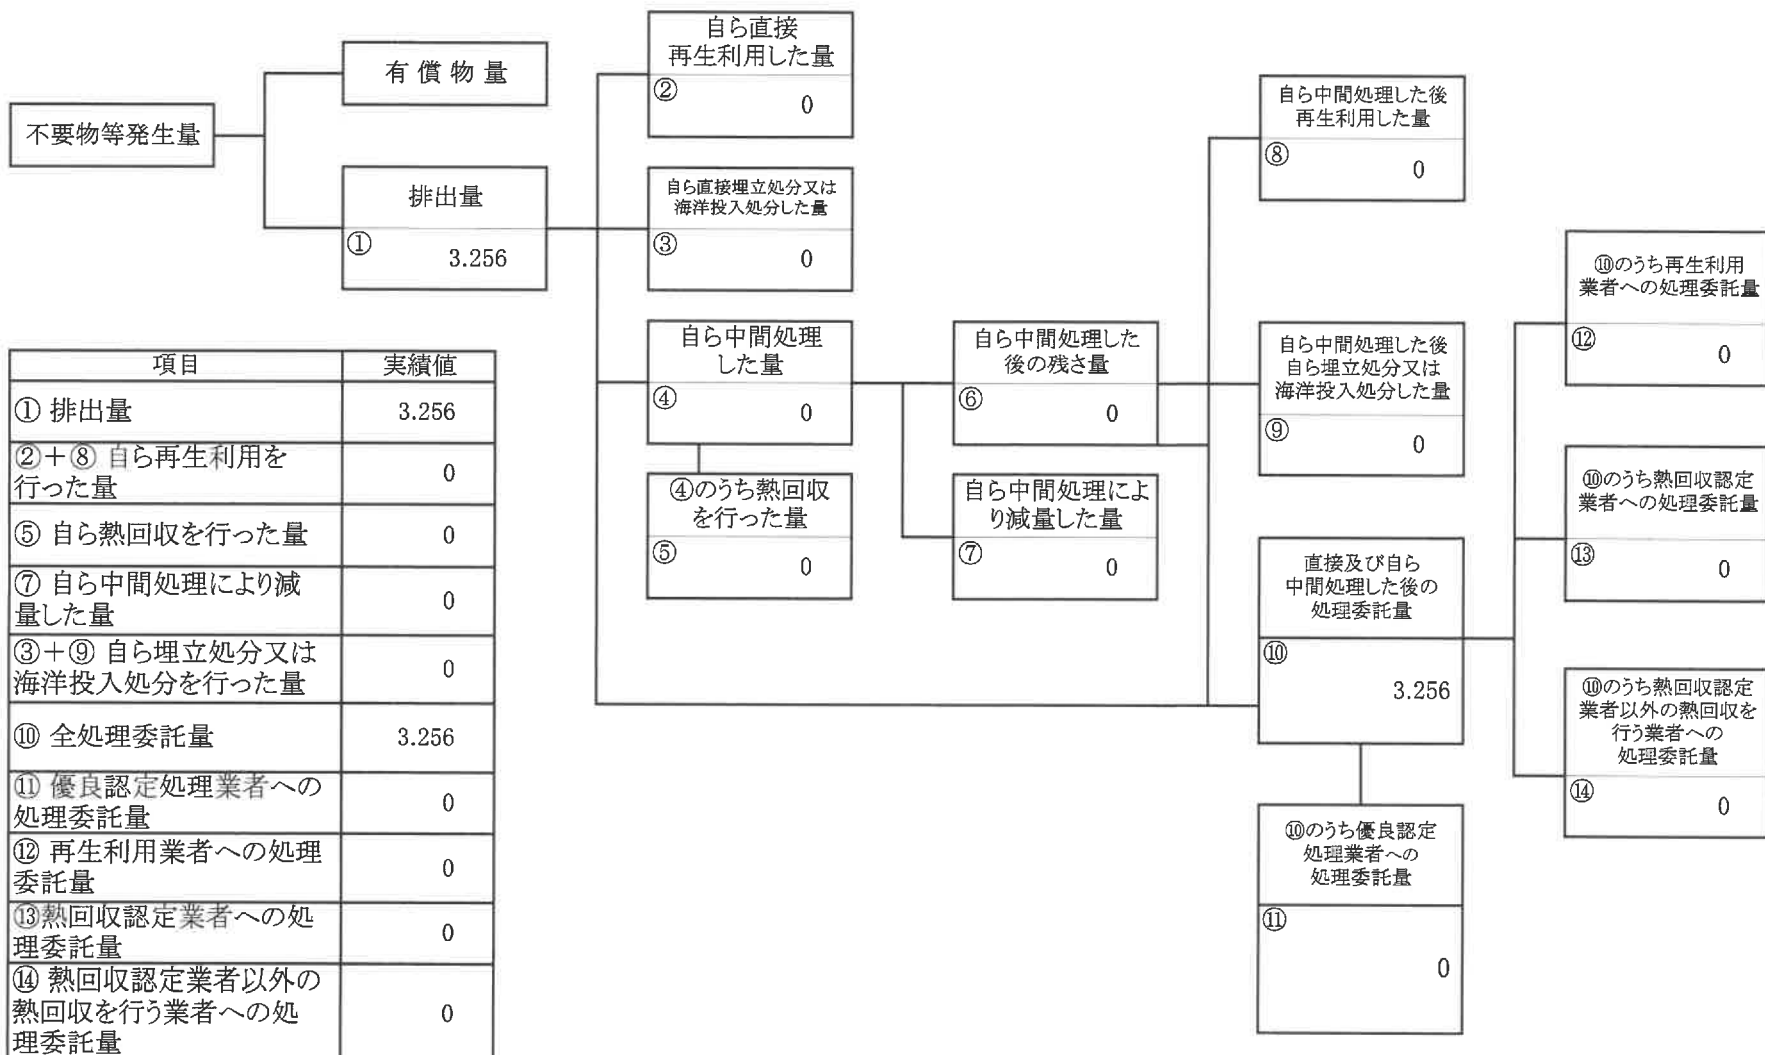 不要物等発生量
有償物量
排出量
①
3.256
自ら直接
再生利用した量
②
0
自ら直接埋立処分又は
海洋投入処分した量
③
0
自ら中間処理
した量
④
0
④のうち熱回収
を行った量
⑤
0
自ら中間処理した
後の残さ量
⑥
0
自ら中間処理によ
り減量した量
⑦
0
自ら中間処理した後
再生利用した量
⑧
0
自ら中間処理した後
自ら埋立処分又は
海洋投入処分した量
⑨
0
直接及び自ら
中間処理した後の
処理委託量
⑩
3.256
⑩のうち優良認定
処理業者への
処理委託量
⑪
0
⑩のうち再生利用
業者への処理委託量
⑫
0
⑩のうち熱回収認定
業者への処理委託量
⑬
0
⑩のうち熱回収認定
業者以外の熱回収を
行う業者への
処理委託量
⑭
0
項目 実績値
① 排出量 3.256
②+⑧ 自ら再生利用を
行った量 0
⑤ 自ら熱回収を行った量 0
⑦ 自ら中間処理により減
量した量 0
③+⑨ 自ら埋立処分又は
海洋投入処分を行った量 0
⑩ 全処理委託量 3.256
⑪ 優良認定処理業者への
処理委託量 0
⑫ 再生利用業者への処理
委託量 0
⑬熱回収認定業者への処
理委託量 0
⑭ 熱回収認定業者以外の
熱回収を行う業者への処
理委託量 0